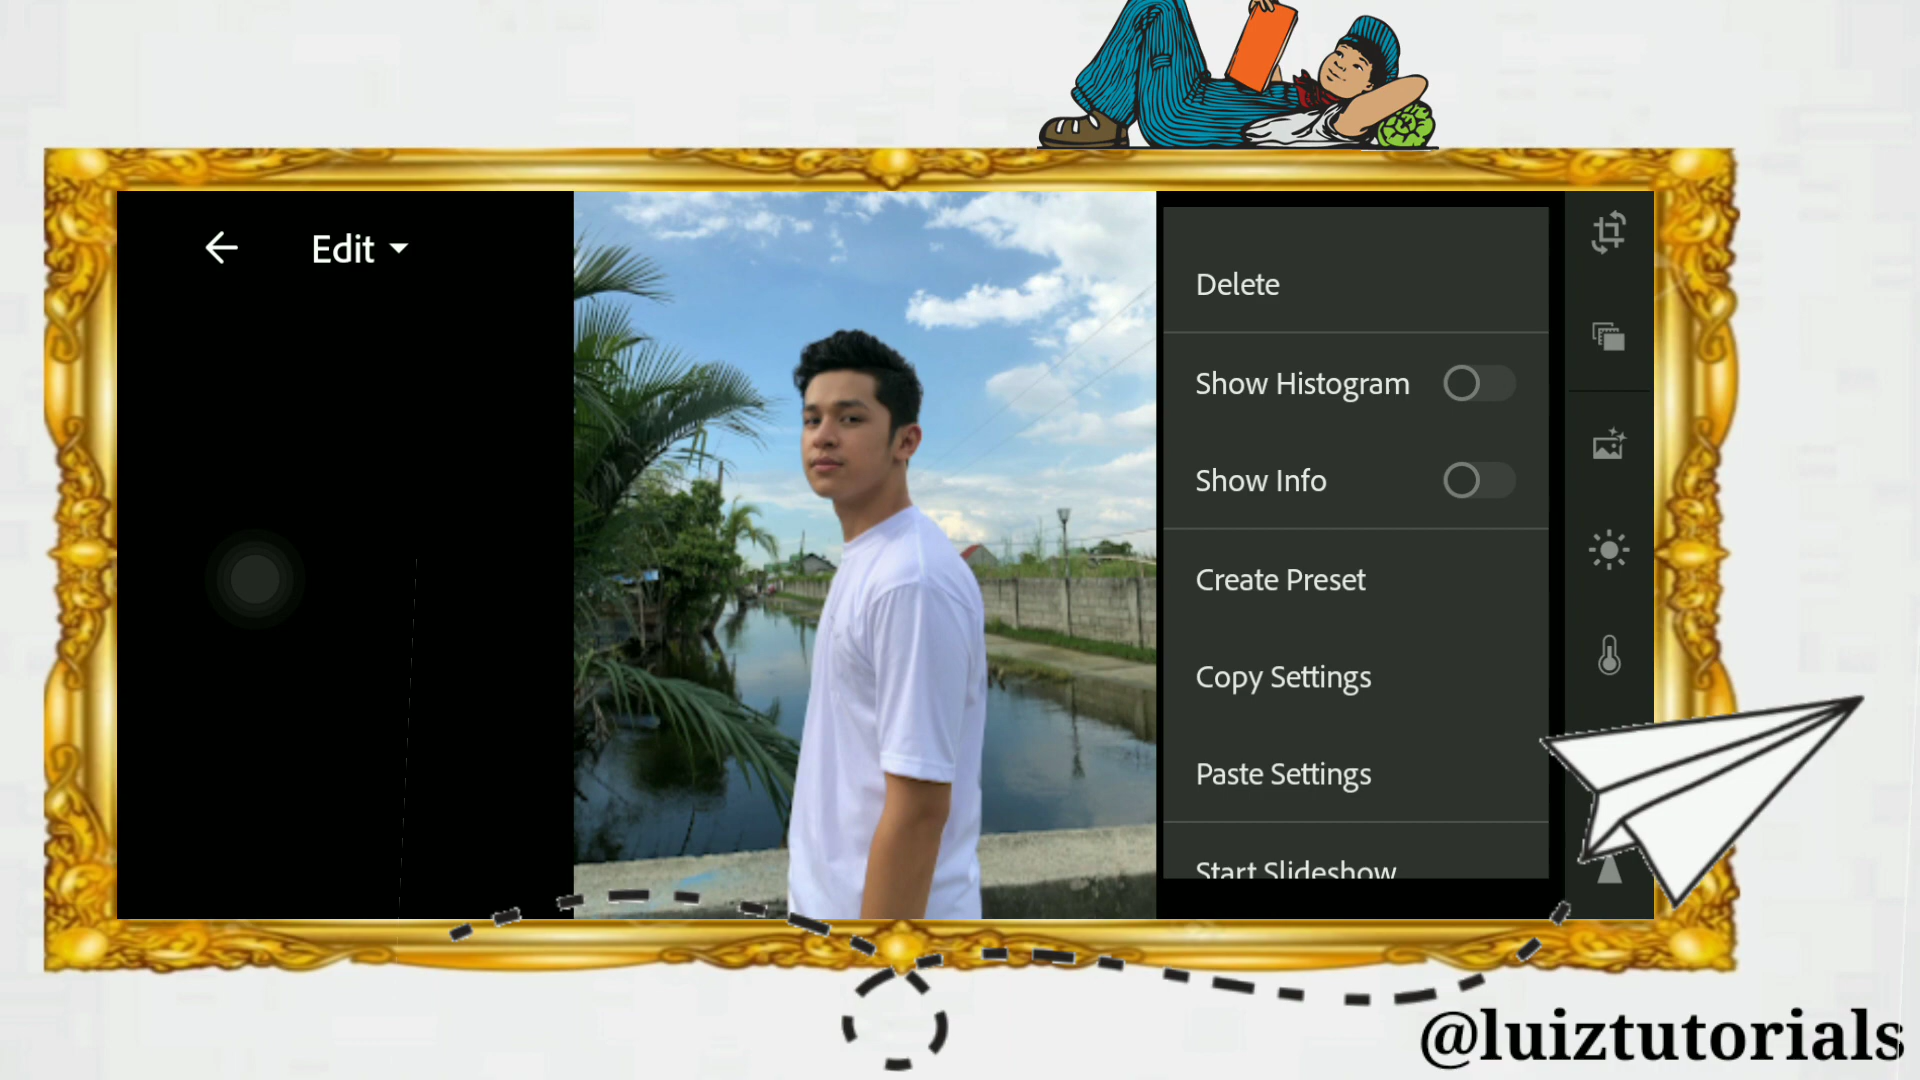 Edit
Delete
Show Histogram
Show Info
Create Preset
Copy Settings
Paste Settings
Start Slideshow
@luiztutorials